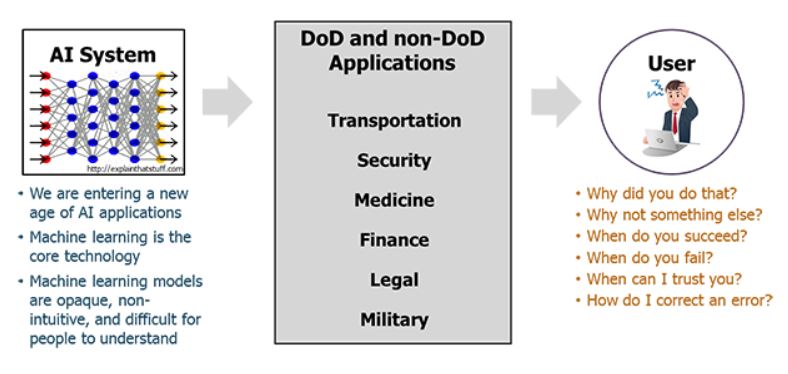 AI System
http://explainthatstuff.com
• We are entering a new
age of AI applications
• Machine learning is the
core technology
• Machine learning models
are opaque, non-
intuitive, and difficult for
people to understand
DoD and non-DoD
Applications
Transportation
Security
Medicine
Finance
Legal
Military
User
• Why did you do that?
• Why not something else?
• When do you succeed?
• When do you fail?
• When can I trust you?
• How do I correct an error?